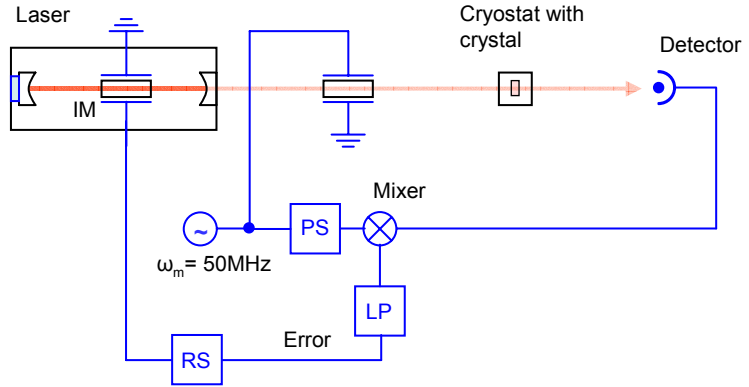 Laser
Cryostat with
crystal
Detector
IM
Mixer
PS
~
ω_m = 50MHz
LP
Error
RS